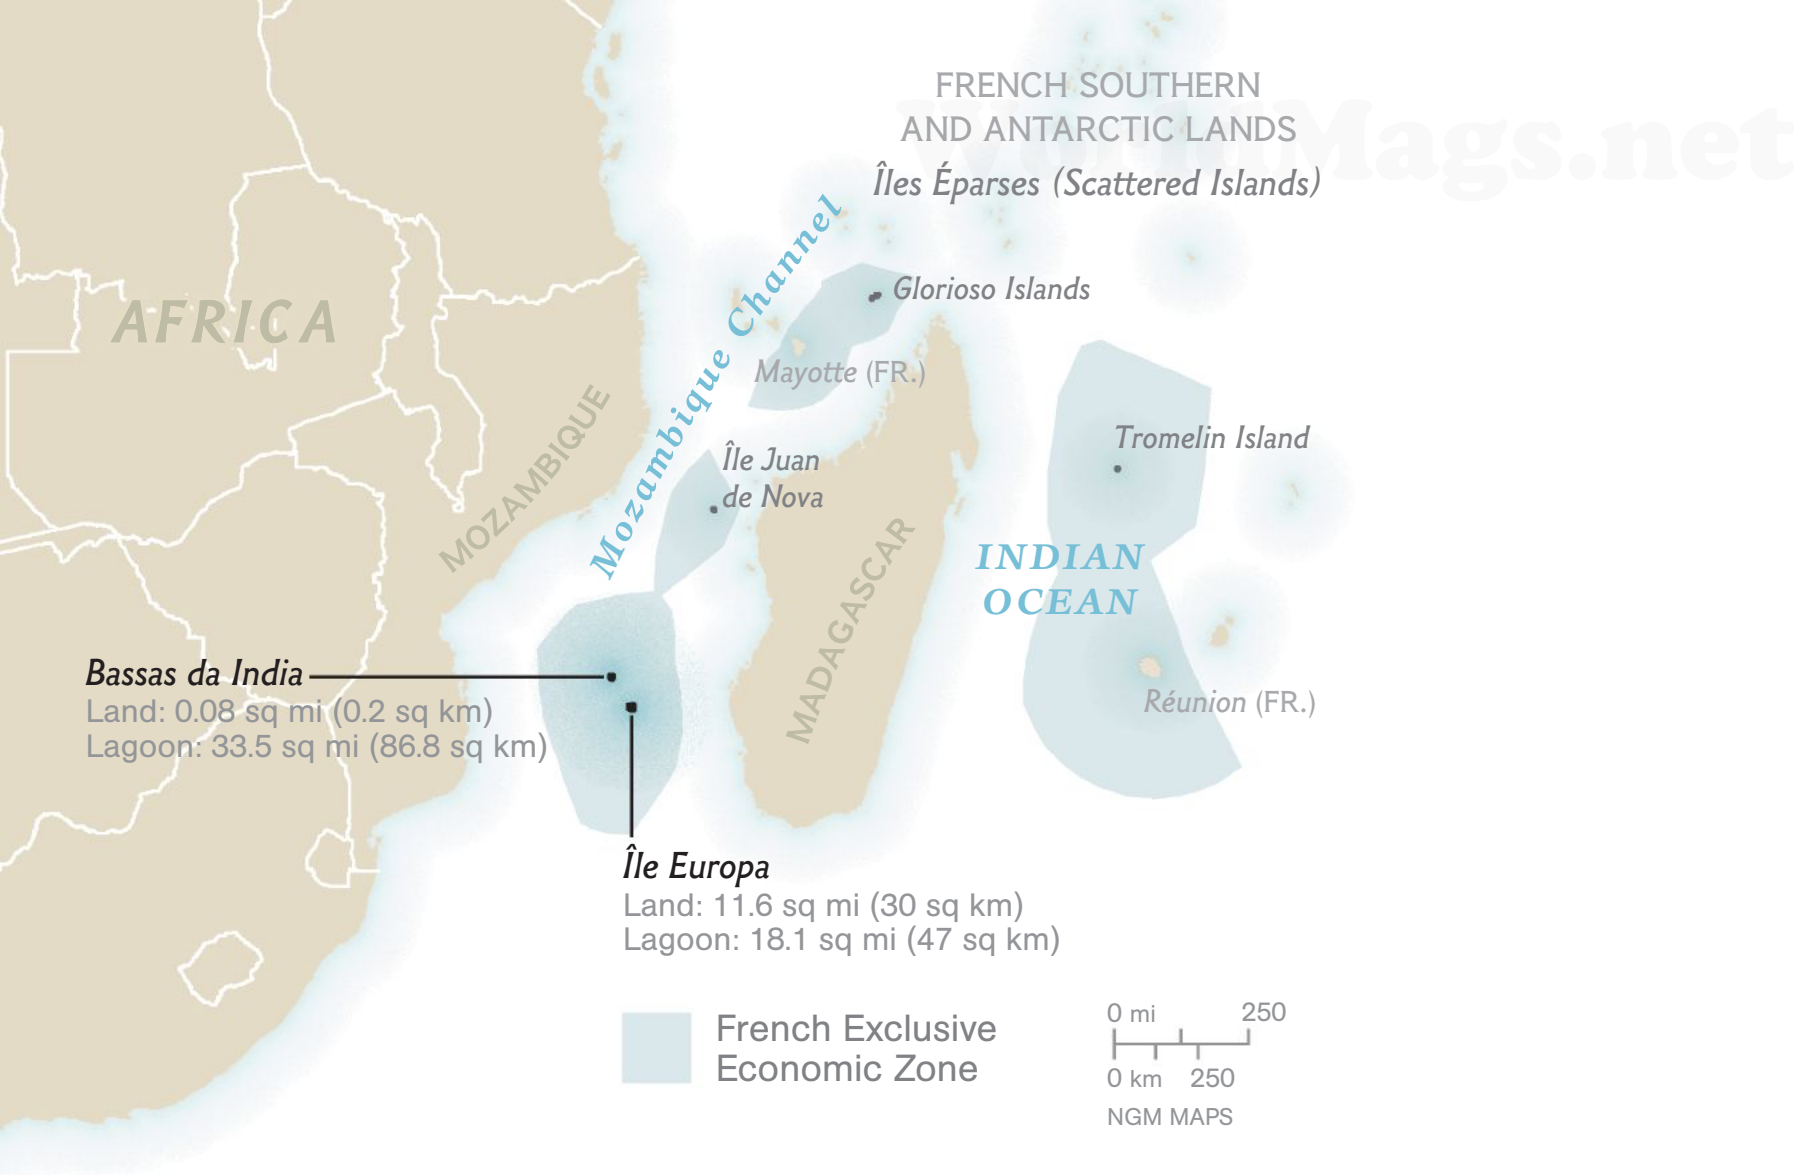 WorldMags.net
FRENCH SOUTHERN
AND ANTARCTIC LANDS
Îles Éparses (Scattered Islands)
Mozambique Channel
Glorioso Islands
AFRICA
Mayotte (FR.)
MOZAMBIQUE
Tromelin Island
Île Juan
de Nova
INDIAN
OCEAN
MADAGASCAR
Bassas da India
Land: 0.08 sq mi (0.2 sq km)
Lagoon: 33.5 sq mi (86.8 sq km)
Réunion (FR.)
Île Europa
Land: 11.6 sq mi (30 sq km)
Lagoon: 18.1 sq mi (47 sq km)
French Exclusive
Economic Zone
0 mi 250
0 km 250
NGM MAPS